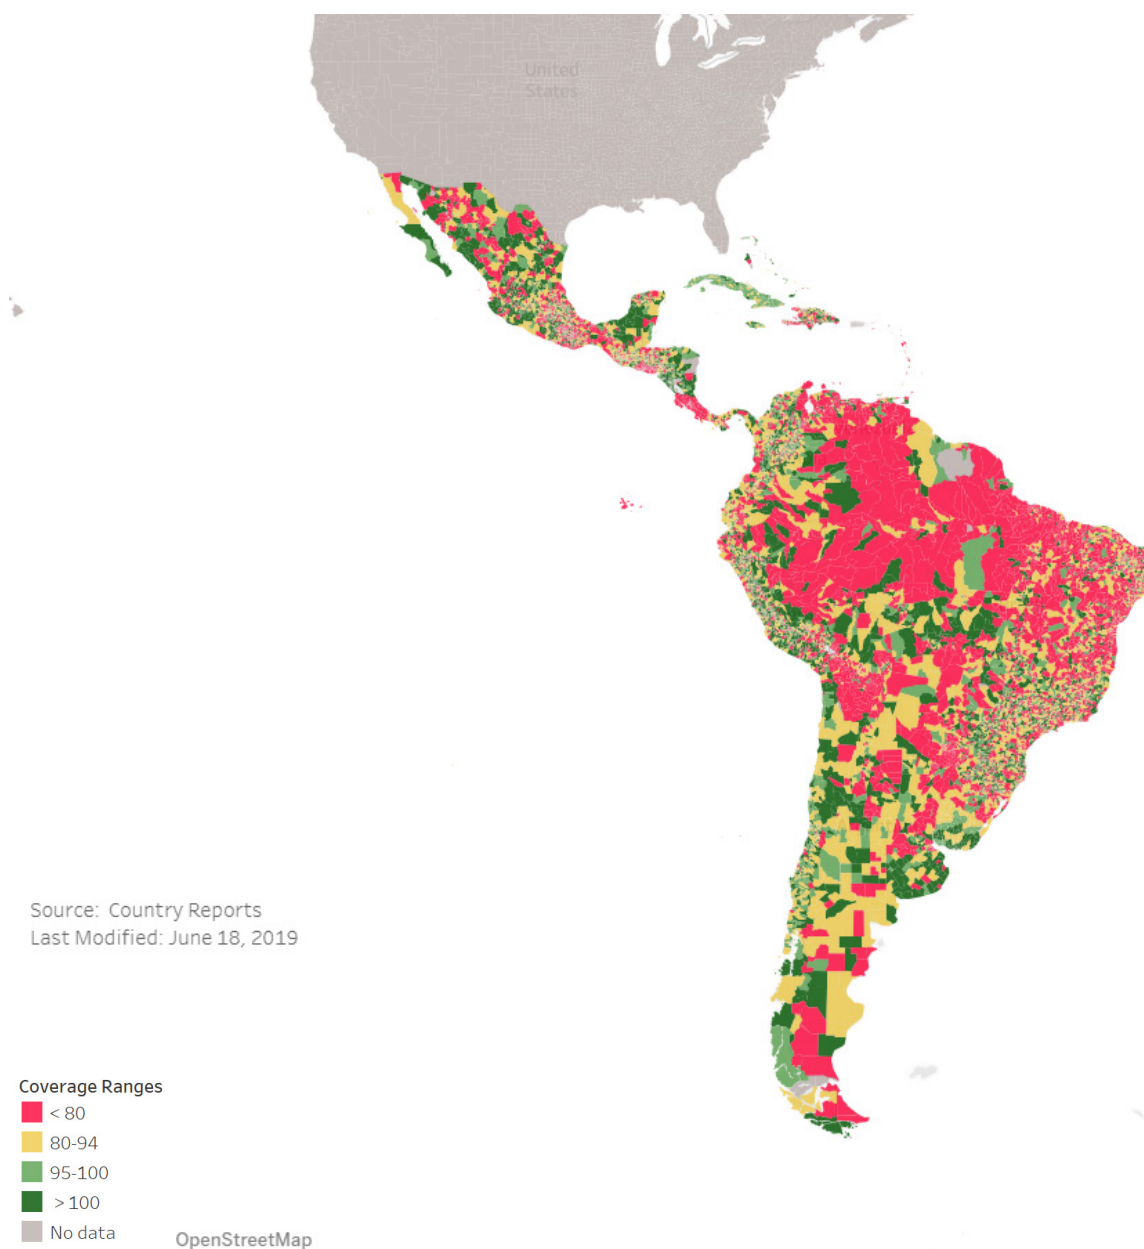 United
States
Source: Country Reports
Last Modified: June 18, 2019
Coverage Ranges
< 80
80-94
95-100
> 100
No data
OpenStreetMap